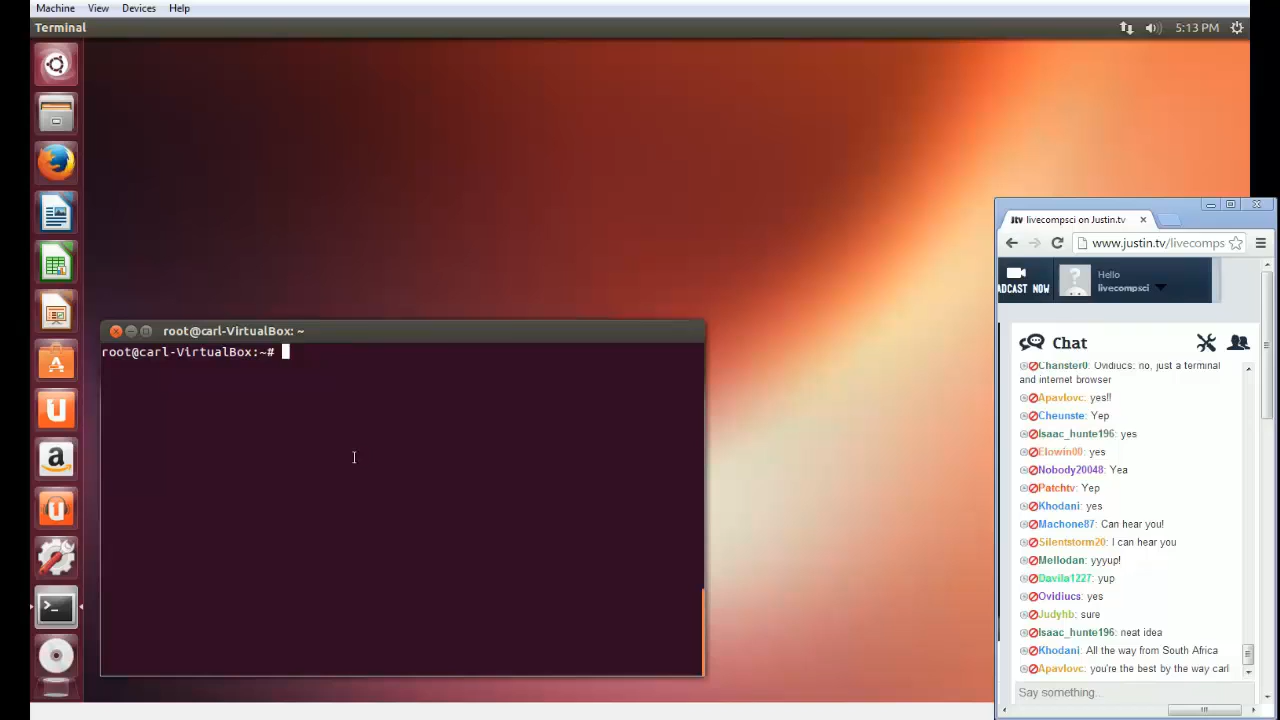 Machine View Devices Help
Terminal
5:13 PM
root@carl-VirtualBox: ~
root@carl-VirtualBox:~#
livecompsci on Justin.tv
www.justin.tv/livecomps
ADCAST NOW
Hello
livecompsci
Chat
Chanster0: Ovidiucs: no, just a terminal
and internet browser
Apavlovc: yes!!
Cheunste: Yep
Isaac_hunte196: yes
Elowin00: yes
Nobody20048: Yea
Patchtv: Yep
Khodani: yes
Machone87: Can hear you!
Silentstorm20: I can hear you
Mellodan: yyyup!
Davila1227: yup
Ovidiucs: yes
Judyhb: sure
Isaac_hunte196: neat idea
Khodani: All the way from South Africa
Apavlovc: you're the best by the way carl
Say something...